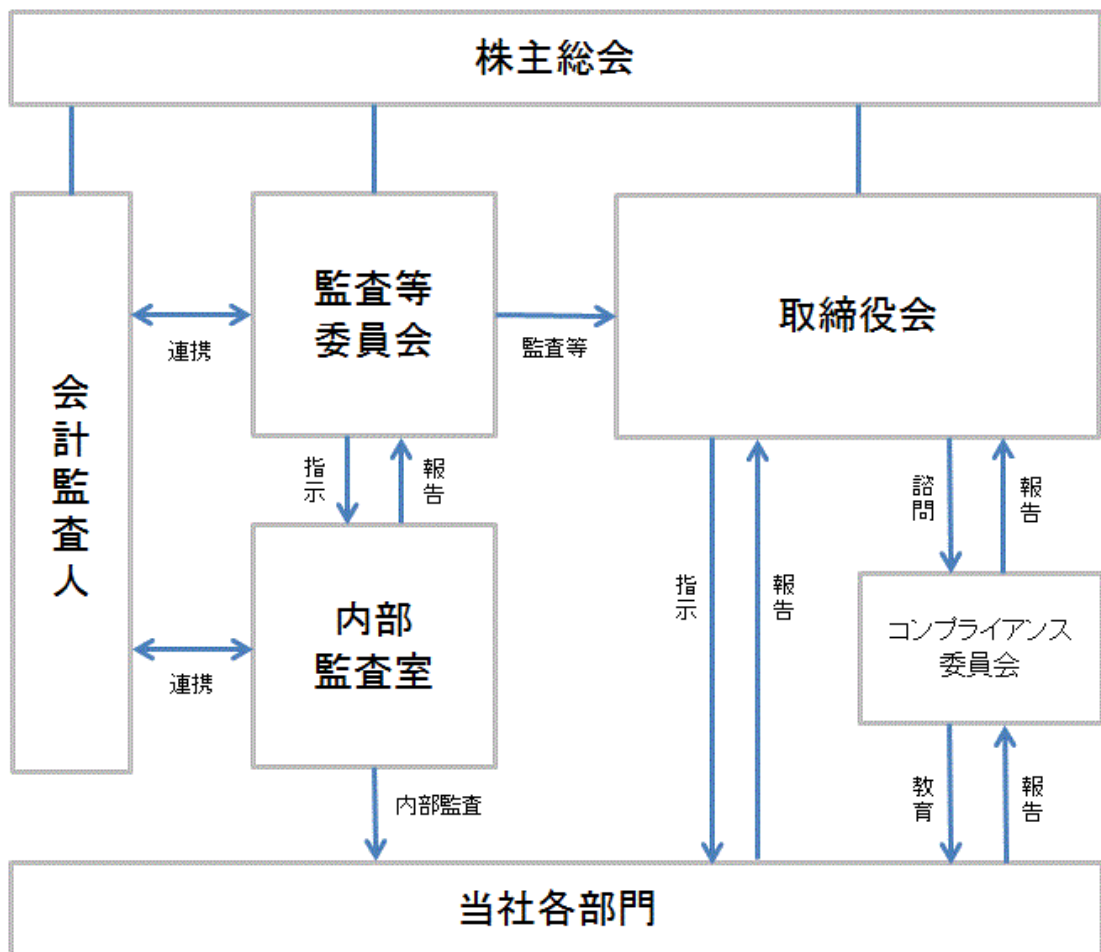 株主総会
会計監査人
監査等
委員会
取締役会
連携
監査等
指示
報告
諮問
報告
内部
監査室
指示
報告
コンプライアンス
委員会
連携
内部監査
教育
報告
当社各部門